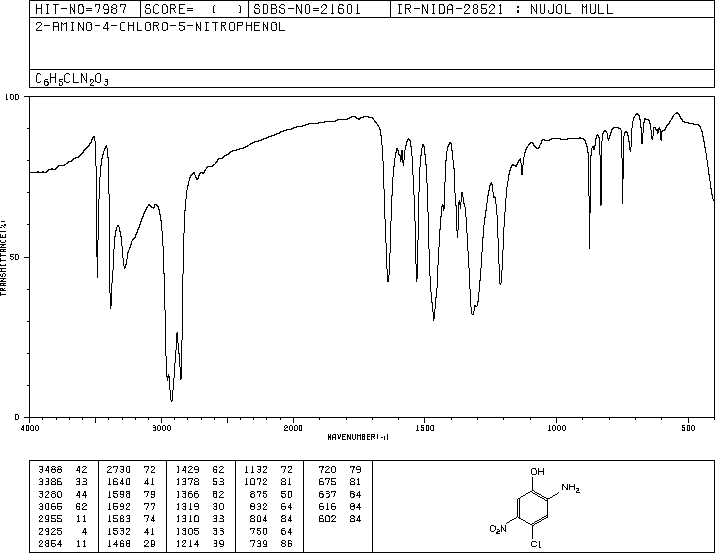 HIT-NO=7987 SCORE= ( ) SDBS-NO=21601 IR-NIDA-28521 : NUJOL MULL
2-AMINO-4-CHLORO-5-NITROPHENOL
C6H5CLN2O3
100
50
0
TRANSMITTANCE(%)
4000 3000 2000 1500 1000 500
WAVENUMBER(-1)
3488 42 2730 72 1429 62 1132 72 720 79
3386 33 1640 41 1378 53 1072 81 675 81
3280 44 1598 79 1366 62 875 50 637 84
3065 62 1592 77 1319 30 832 64 616 84
2955 11 1583 74 1310 33 804 84 602 84
2925 4 1532 41 1305 33 750 64
2854 11 1468 29 1214 39 739 86
OH
NH2
O2N
Cl